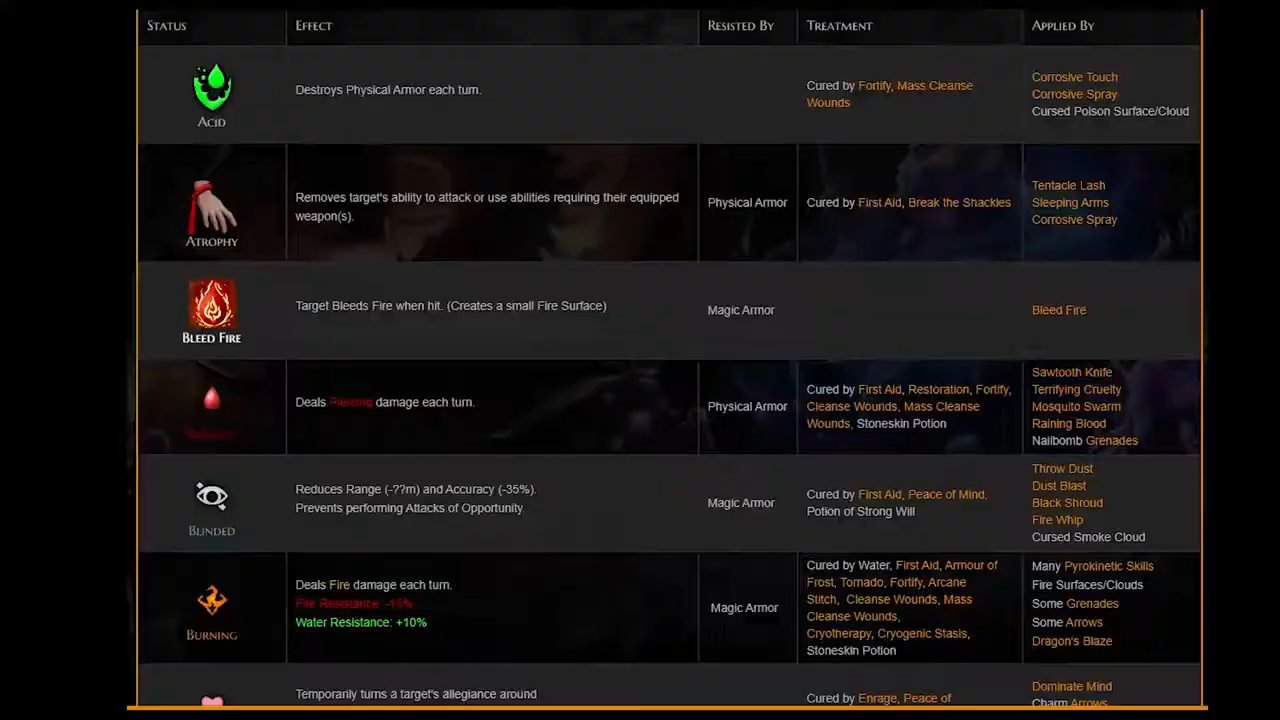 Status Effect Resisted By Treatment Applied By
Acid
Destroys Physical Armor each turn.
Cured by Fortify, Mass Cleanse
Wounds
Corrosive Touch
Corrosive Spray
Cursed Poison Surface/Cloud
Atrophy
Removes target's ability to attack or use abilities requiring their equipped
weapon(s).
Physical Armor
Cured by First Aid, Break the Shackles
Tentacle Lash
Sleeping Arms
Corrosive Spray
Bleed Fire
Target Bleeds Fire when hit. (Creates a small Fire Surface)
Magic Armor
Bleed Fire
Deals Piercing damage each turn.
Physical Armor
Cured by First Aid, Restoration, Fortify,
Cleanse Wounds, Mass Cleanse
Wounds, Stoneskin Potion
Sawtooth Knife
Terrifying Cruelty
Mosquito Swarm
Raining Blood
Nailbomb Grenades
Blinded
Reduces Range (-??m) and Accuracy (-35%).
Prevents performing Attacks of Opportunity.
Magic Armor
Cured by First Aid, Peace of Mind,
Potion of Strong Will
Throw Dust
Dust Blast
Black Shroud
Fire Whip
Cursed Smoke Cloud
Burning
Deals Fire damage each turn.
Fire Resistance: -15%
Water Resistance: +10%
Magic Armor
Cured by Water, First Aid, Armour of
Frost, Tornado, Fortify, Arcane
Stitch, Cleanse Wounds, Mass
Cleanse Wounds,
Cryotherapy, Cryogenic Stasis,
Stoneskin Potion
Many Pyrokinetic Skills
Fire Surfaces/Clouds
Some Grenades
Some Arrows
Dragon's Blaze
Temporarily turns a target's allegiance around
Cured by Enrage, Peace of
Dominate Mind
Charm Arrows